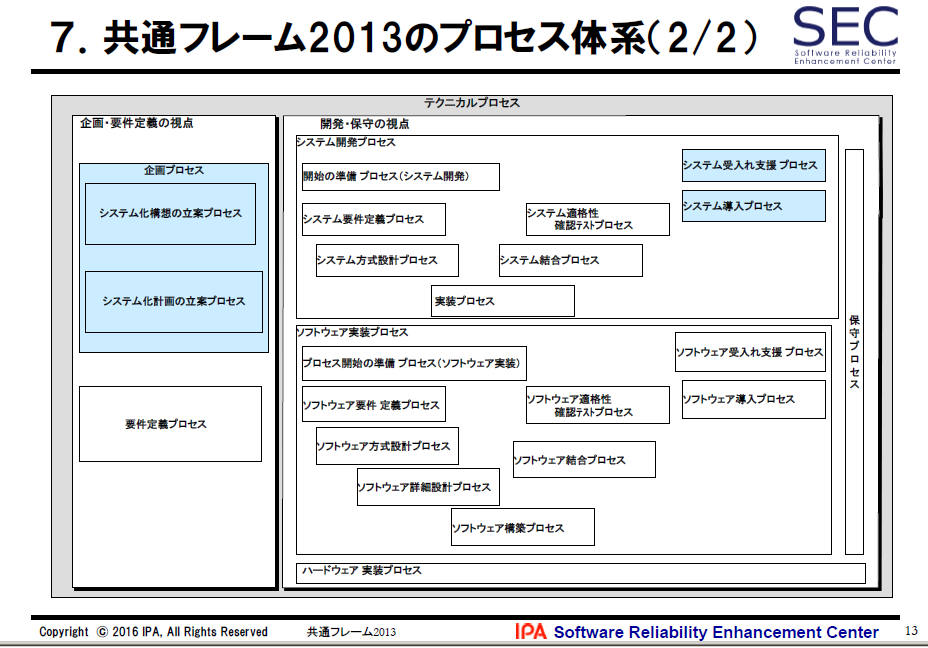 ７．共通フレーム2013のプロセス体系（２/２）
SEC
Software Reliability
Enhancement Center
テクニカルプロセス
企画・要件定義の視点
企画プロセス
システム化構想の立案プロセス
システム化計画の立案プロセス
要件定義プロセス
開発・保守の視点
システム開発プロセス
開始の準備 プロセス（システム開発）
システム受入れ支援 プロセス
システム導入プロセス
システム要件定義プロセス
システム適格性
確認テストプロセス
システム方式設計プロセス
システム結合プロセス
実装プロセス
ソフトウェア実装プロセス
プロセス開始の準備 プロセス（ソフトウェア実装）
ソフトウェア受入れ支援 プロセス
ソフトウェア要件 定義プロセス
ソフトウェア適格性
確認テストプロセス
ソフトウェア導入プロセス
ソフトウェア方式設計プロセス
ソフトウェア結合プロセス
ソフトウェア詳細設計プロセス
ソフトウェア構築プロセス
ハードウェア 実装プロセス
保守プロセス
Copyright © 2016 IPA, All Rights Reserved
共通フレーム2013
IPA Software Reliability Enhancement Center
13